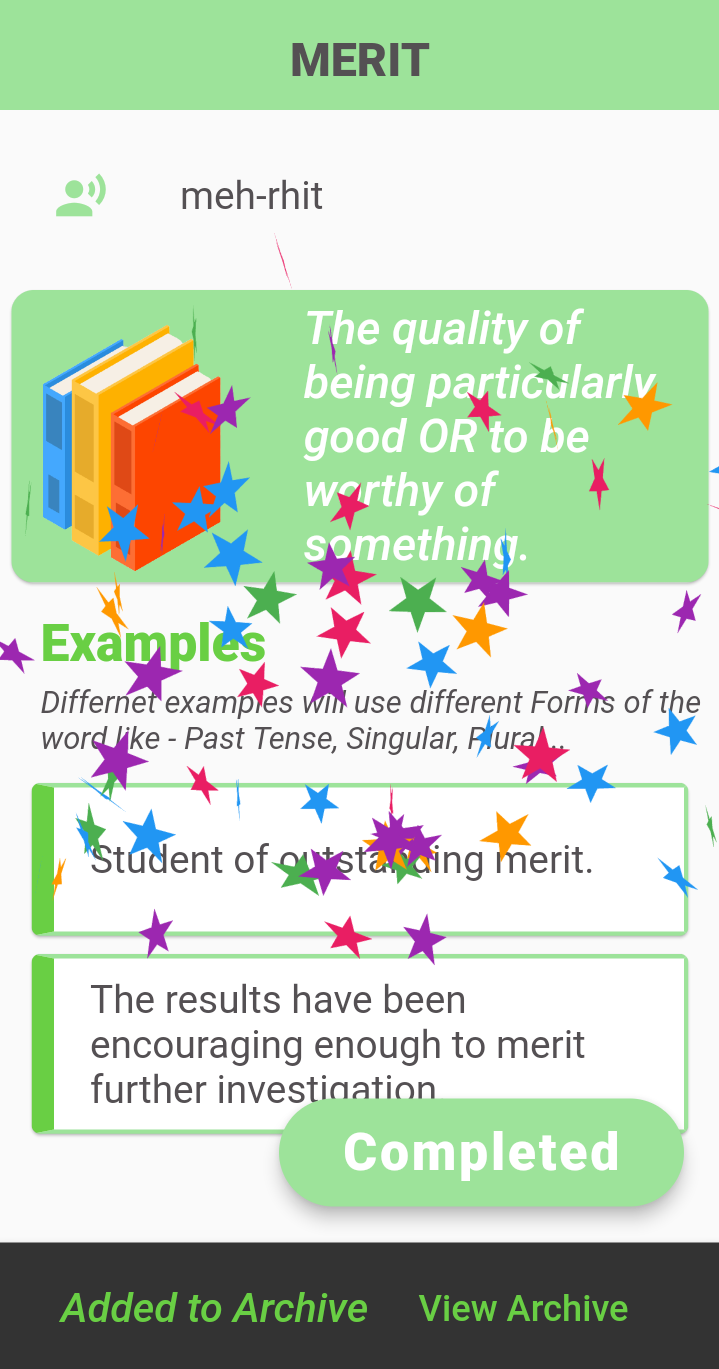 MERIT
meh-rhit
The quality of
being particularly
good OR to be
worthy of
something.
Examples
Differnet examples will use different Forms of the
word like - Past Tense, Singular, Plural...
Student of outstanding merit.
The results have been
encouraging enough to merit
further investigation
Completed
Added to Archive
View Archive